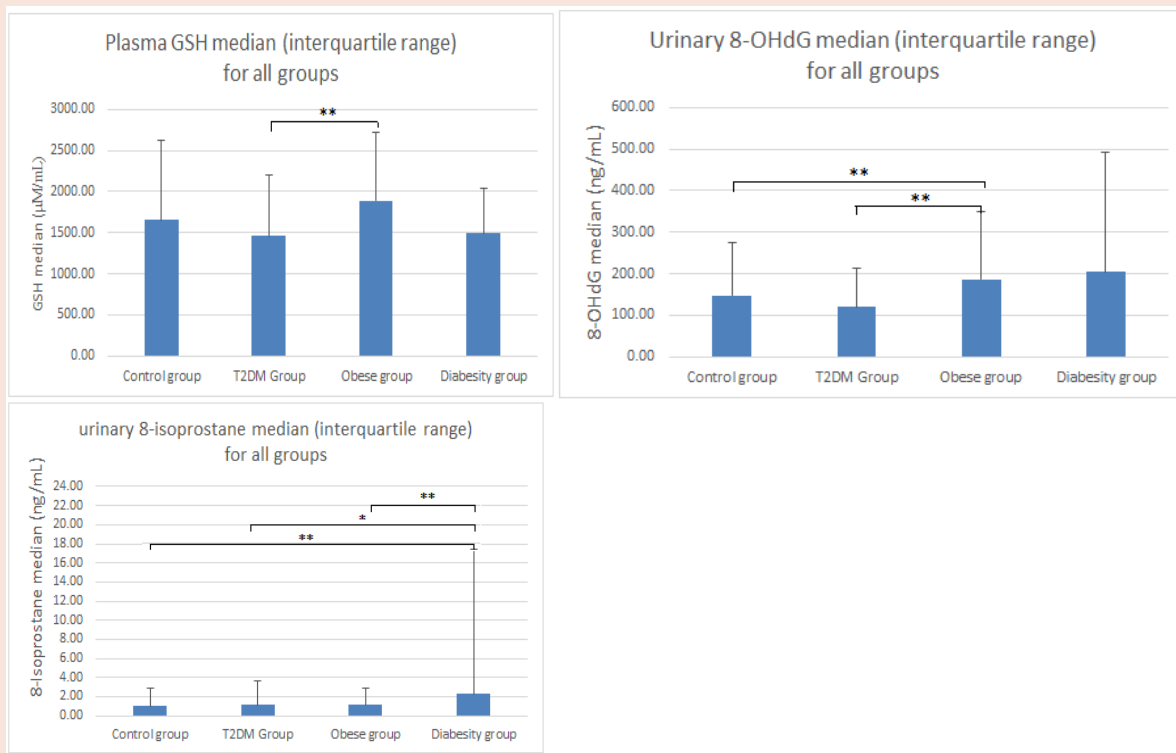 Plasma GSH median (interquartile range)
for all groups
GSH median (µM/mL)
3000.00
2500.00
2000.00
1500.00
1000.00
500.00
0.00
**
Control group
T2DM Group
Obese group
Diabesity group
Urinary 8-OHdG median (interquartile range)
for all groups
8-OHdG median (ng/mL)
600.00
500.00
400.00
300.00
200.00
100.00
0.00
**
**
Control group
T2DM Group
Obese group
Diabesity group
urinary 8-isoprostane median (interquartile range)
for all groups
8-Isoprostane median (ng/mL)
24.00
22.00
20.00
18.00
16.00
14.00
12.00
10.00
8.00
6.00
4.00
2.00
0.00
**
*
**
Control group
T2DM Group
Obese group
Diabesity group